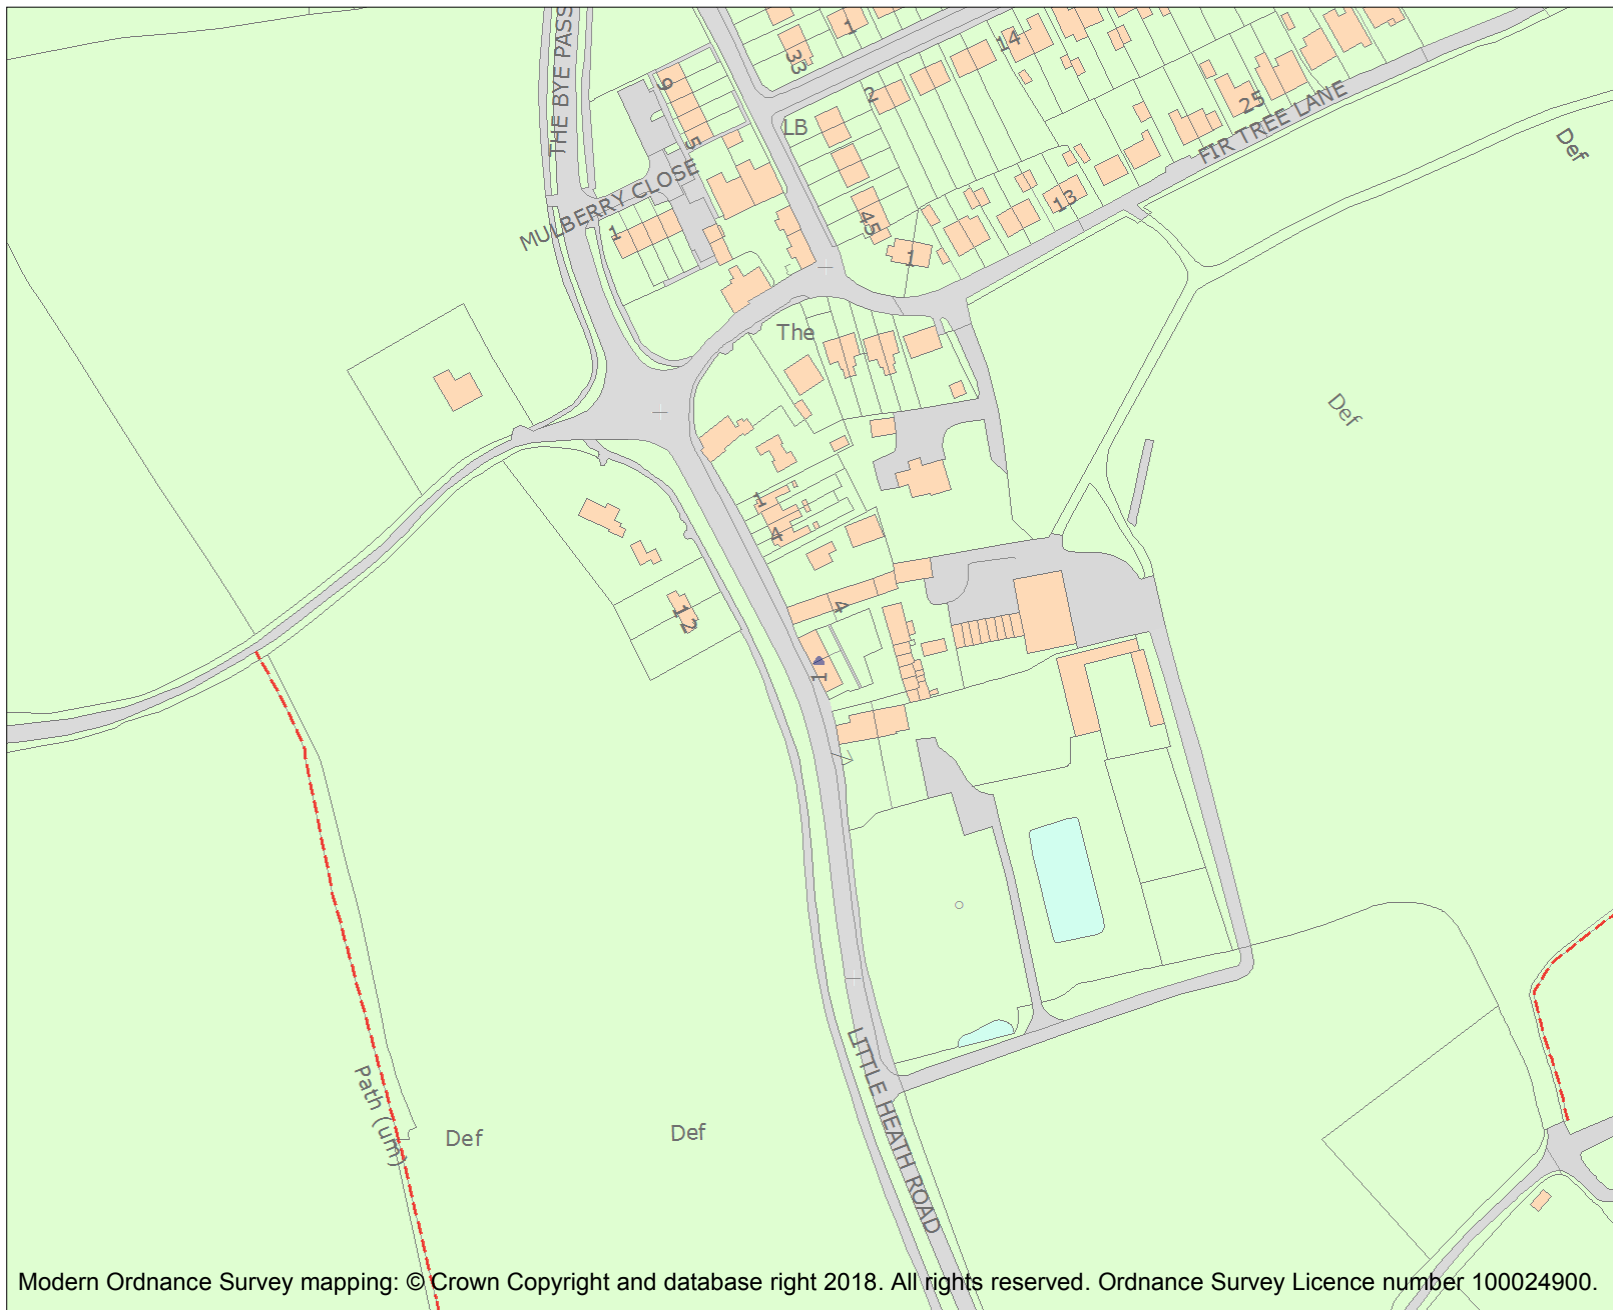 THE BYE PASS
33
1
14
9
2
5
LB
25
FIR TREE LANE
Def
MULBERRY CLOSE
1
45
13
1
The
Def
1
4
4
12
1
LITTLE HEATH ROAD
Path (um)
Def
Def
Modern Ordnance Survey mapping: © Crown Copyright and database right 2018. All rights reserved. Ordnance Survey Licence number 100024900.